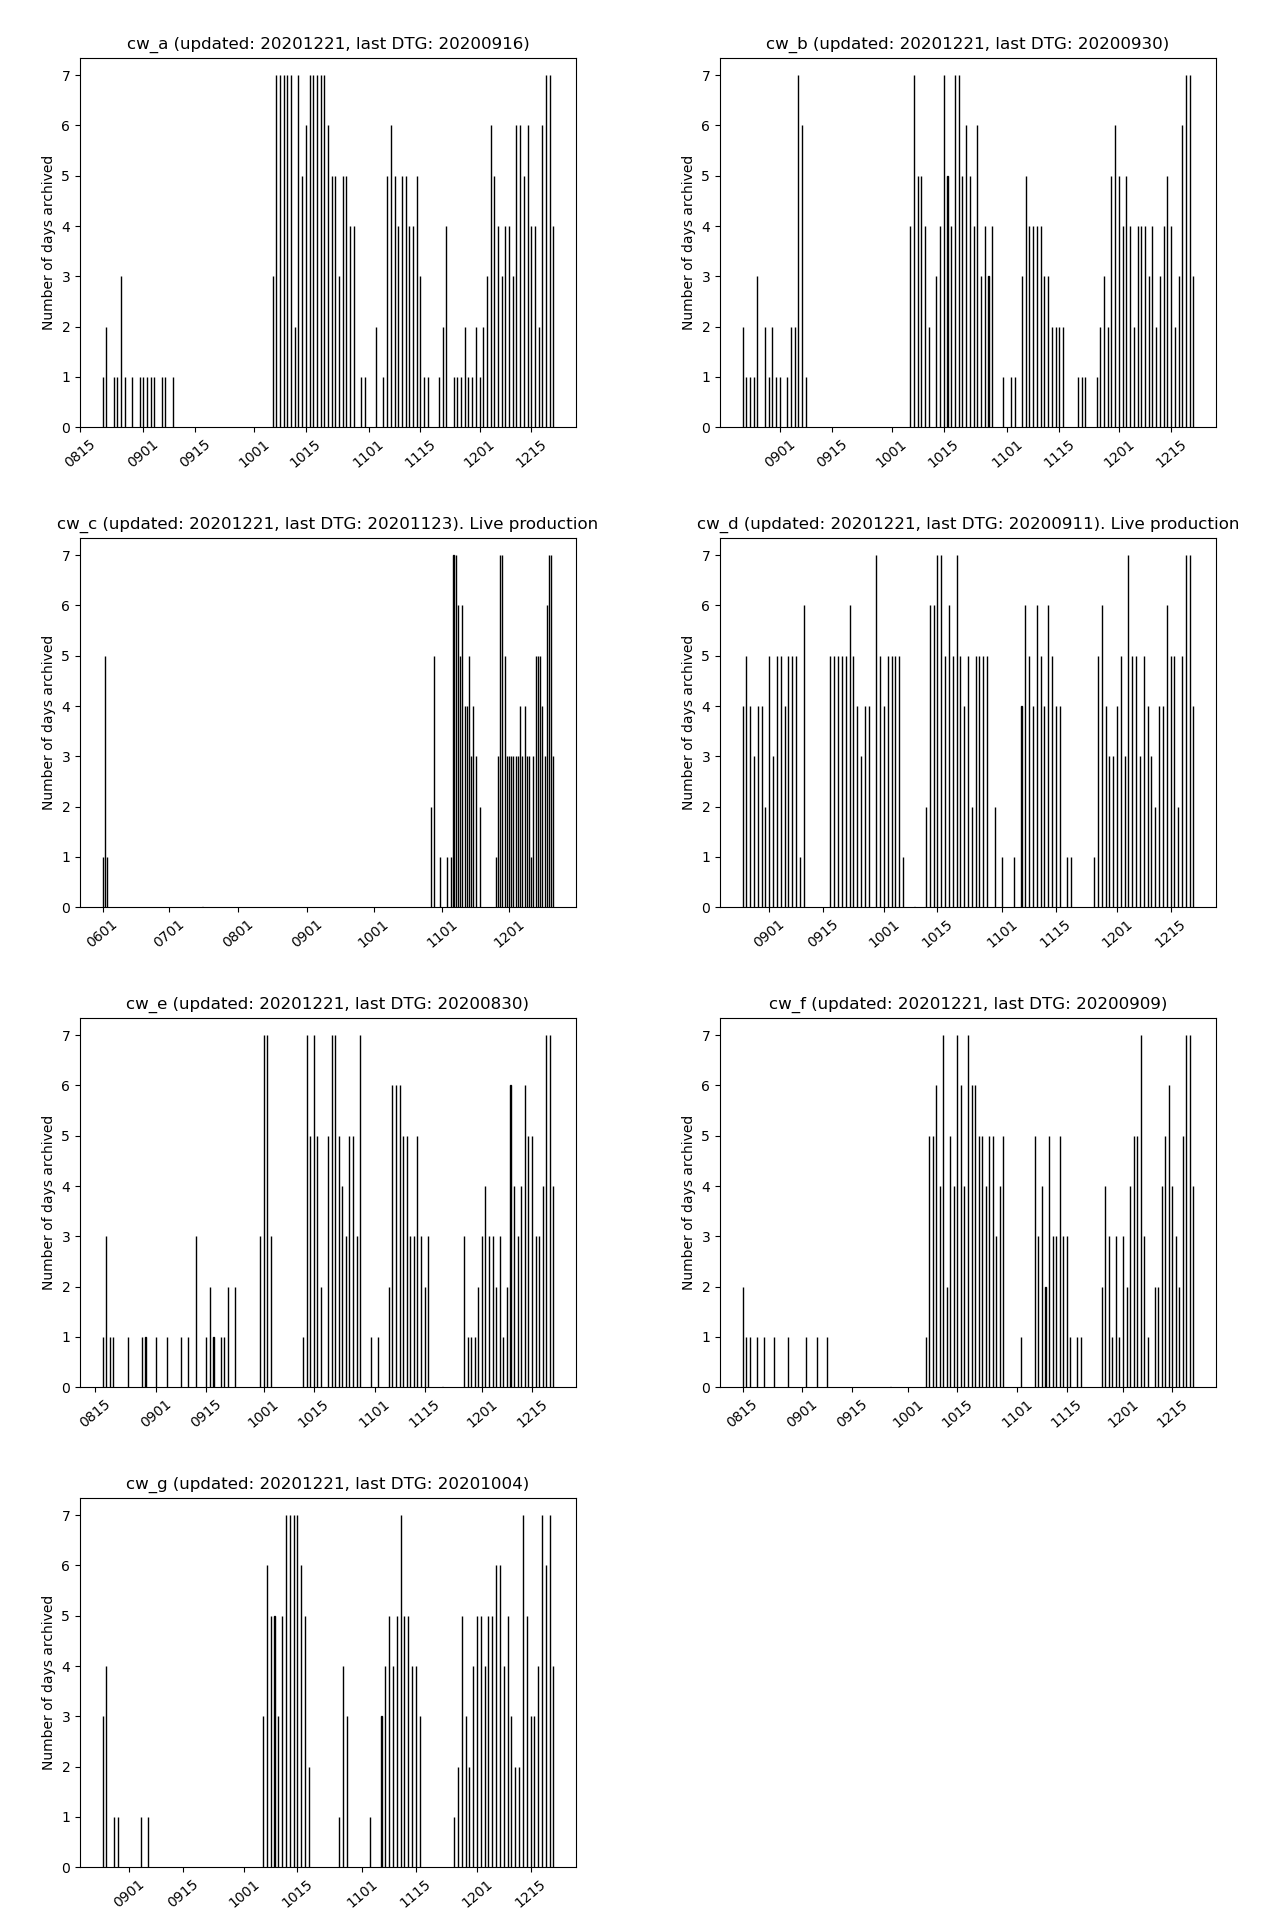 cw_a (updated: 20201221, last DTG: 20200916)
Number of days archived
7
6
5
4
3
2
1
0
0815 0901 0915 1001 1015 1101 1115 1201 1215
cw_b (updated: 20201221, last DTG: 20200930)
Number of days archived
7
6
5
4
3
2
1
0
0901 0915 1001 1015 1101 1115 1201 1215
cw_c (updated: 20201221, last DTG: 20201123). Live production
Number of days archived
7
6
5
4
3
2
1
0
0601 0701 0801 0901 1001 1101 1201
cw_d (updated: 20201221, last DTG: 20200911). Live production
Number of days archived
7
6
5
4
3
2
1
0
0901 0915 1001 1015 1101 1115 1201 1215
cw_e (updated: 20201221, last DTG: 20200830)
Number of days archived
7
6
5
4
3
2
1
0
0815 0901 0915 1001 1015 1101 1115 1201 1215
cw_f (updated: 20201221, last DTG: 20200909)
Number of days archived
7
6
5
4
3
2
1
0
0815 0901 0915 1001 1015 1101 1115 1201 1215
cw_g (updated: 20201221, last DTG: 20201004)
Number of days archived
7
6
5
4
3
2
1
0
0901 0915 1001 1015 1101 1115 1201 1215